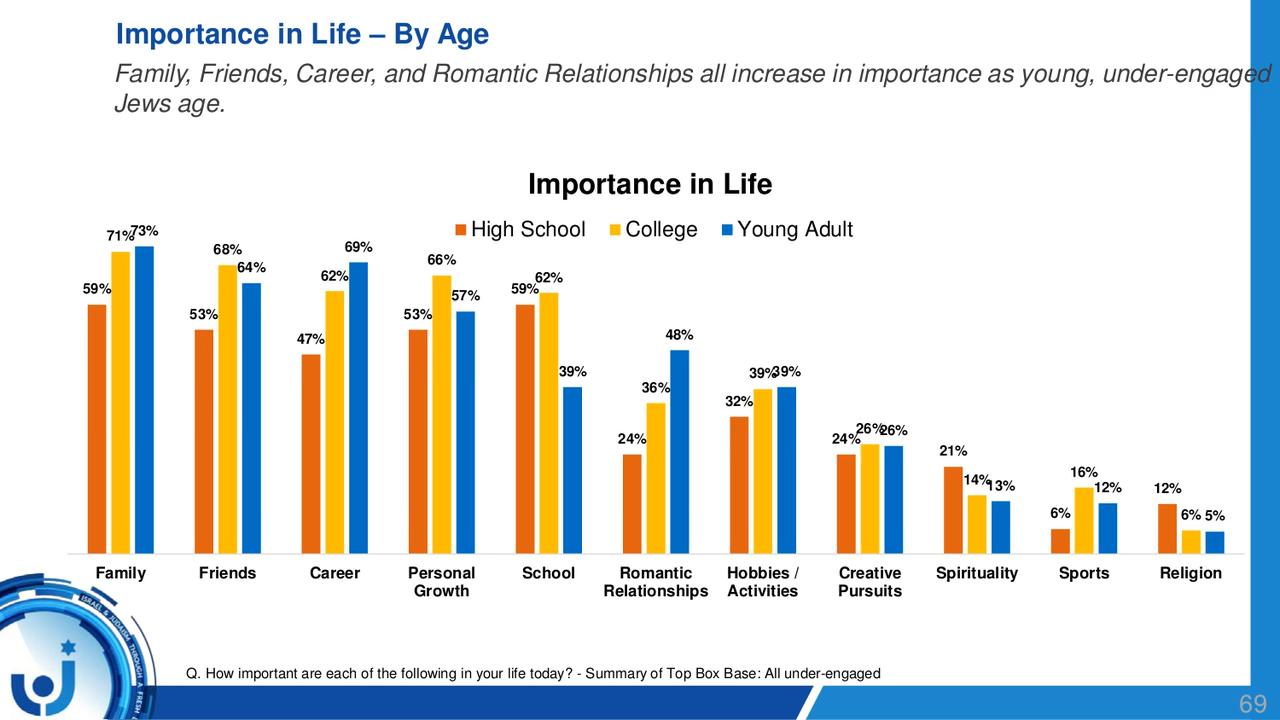 Importance in Life – By Age
Family, Friends, Career, and Romantic Relationships all increase in importance as young, under-engaged
Jews age.
Importance in Life
High School College Young Adult
59% 71% 73%
53% 68% 64%
47% 62% 69%
53% 66% 57%
59% 62% 39%
24% 36% 48%
32% 39% 39%
24% 26% 26%
21% 14% 13%
6% 16% 12%
12% 6% 5%
Family
Friends
Career
Personal
Growth
School
Romantic
Relationships
Hobbies /
Activities
Creative
Pursuits
Spirituality
Sports
Religion
ISRAEL & JUDAISM THROUGH A FRESH
Q. How important are each of the following in your life today? - Summary of Top Box Base: All under-engaged
69